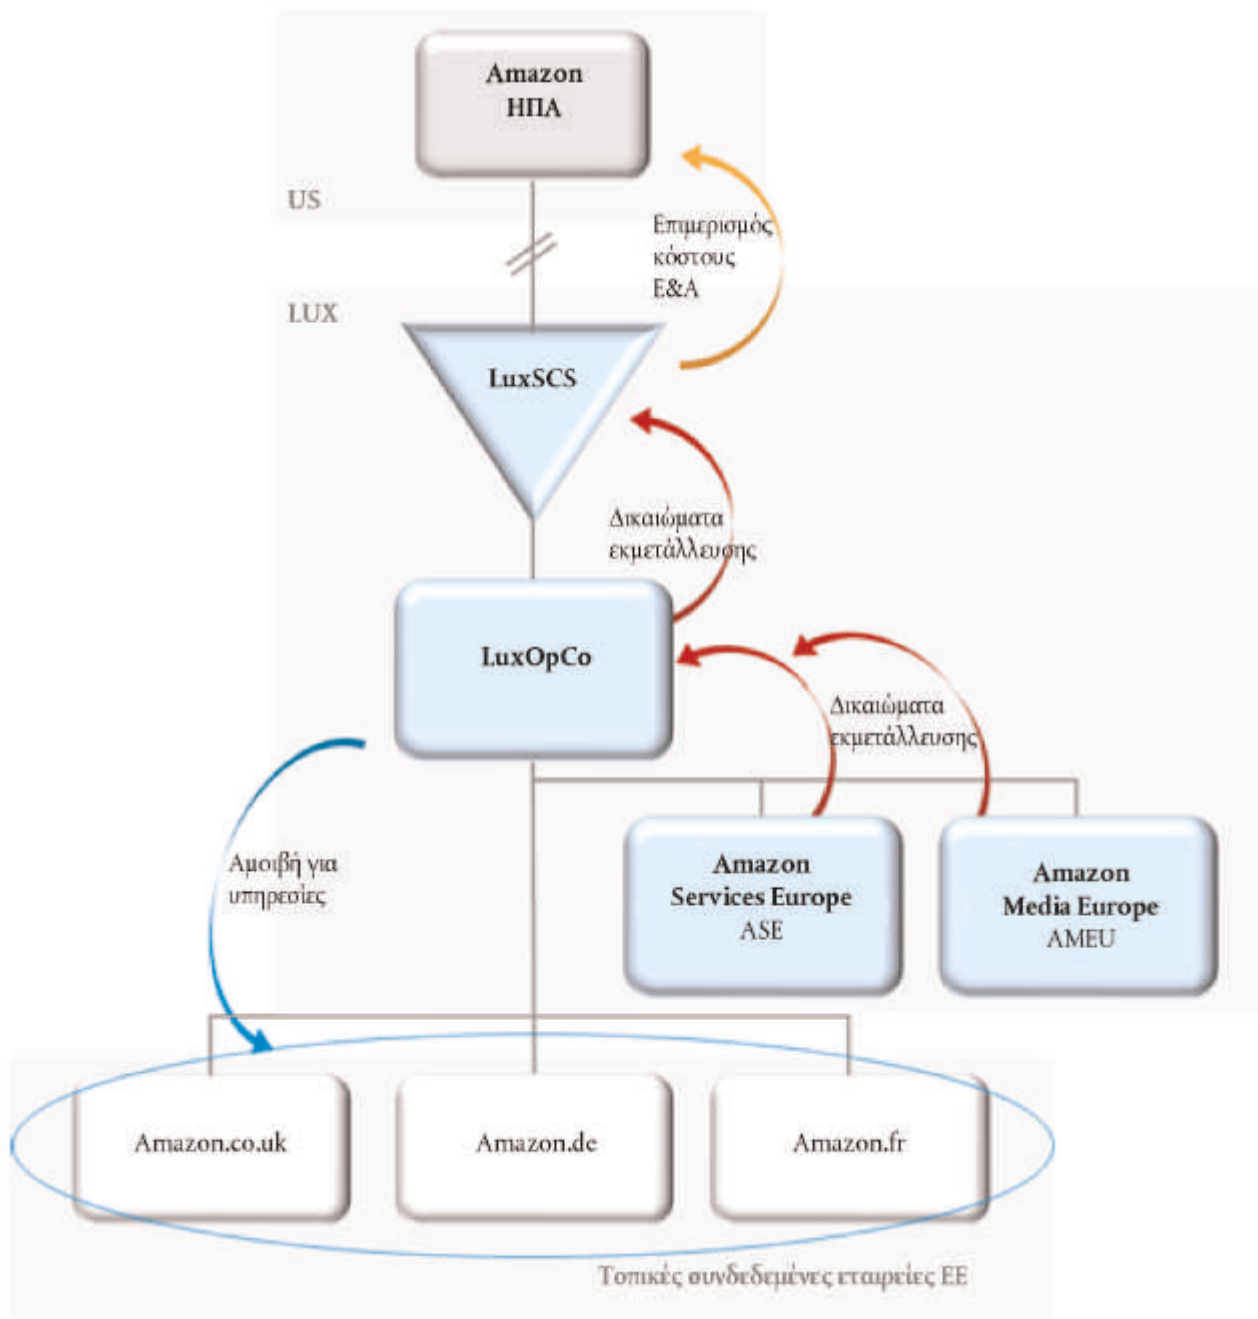 Amazon
ΗΠΑ
US
Επιμερισμός
κόστους
Ε&Α
LUX
LuxSCS
Δικαιώματα
εκμετάλλευσης
LuxOpCo
Δικαιώματα
εκμετάλλευσης
Αμοιβή για
υπηρεσίες
Amazon
Services Europe
ASE
Amazon
Media Europe
AMEU
Amazon.co.uk
Amazon.de
Amazon.fr
Τοπικές συνδεδεμένες εταιρείες ΕΕ